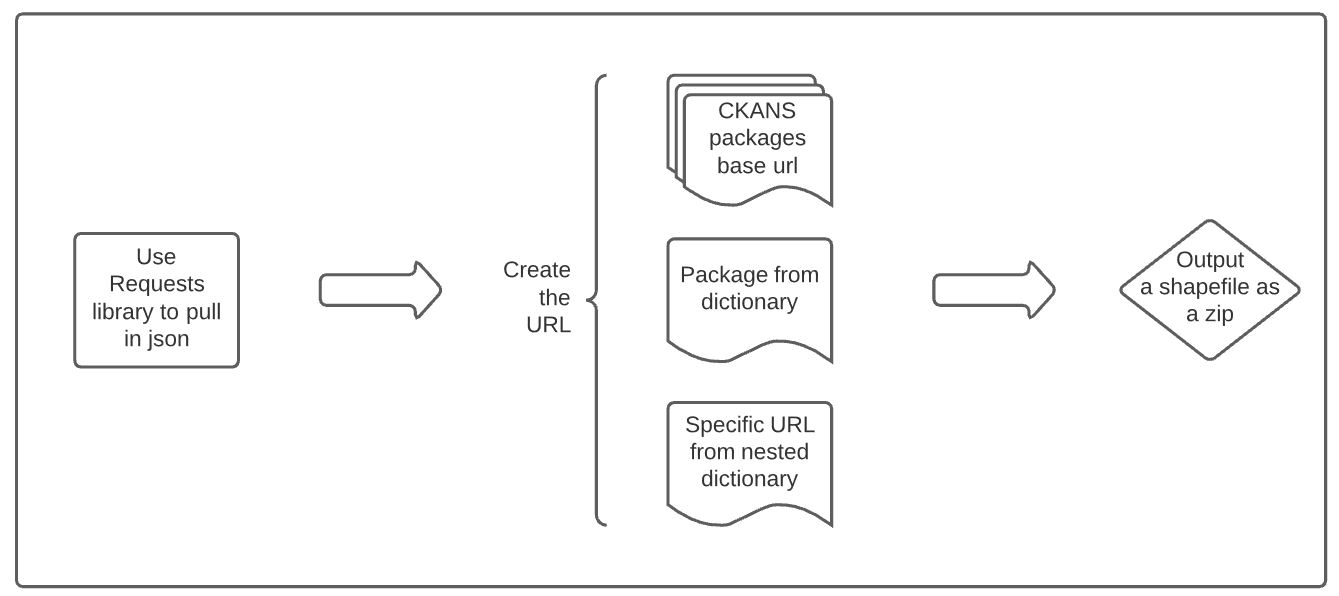 Use
Requests
library to pull
in json
Create
the
URL
CKANS
packages
base url
Package from
dictionary
Specific URL
from nested
dictionary
Output
a shapefile as
a zip